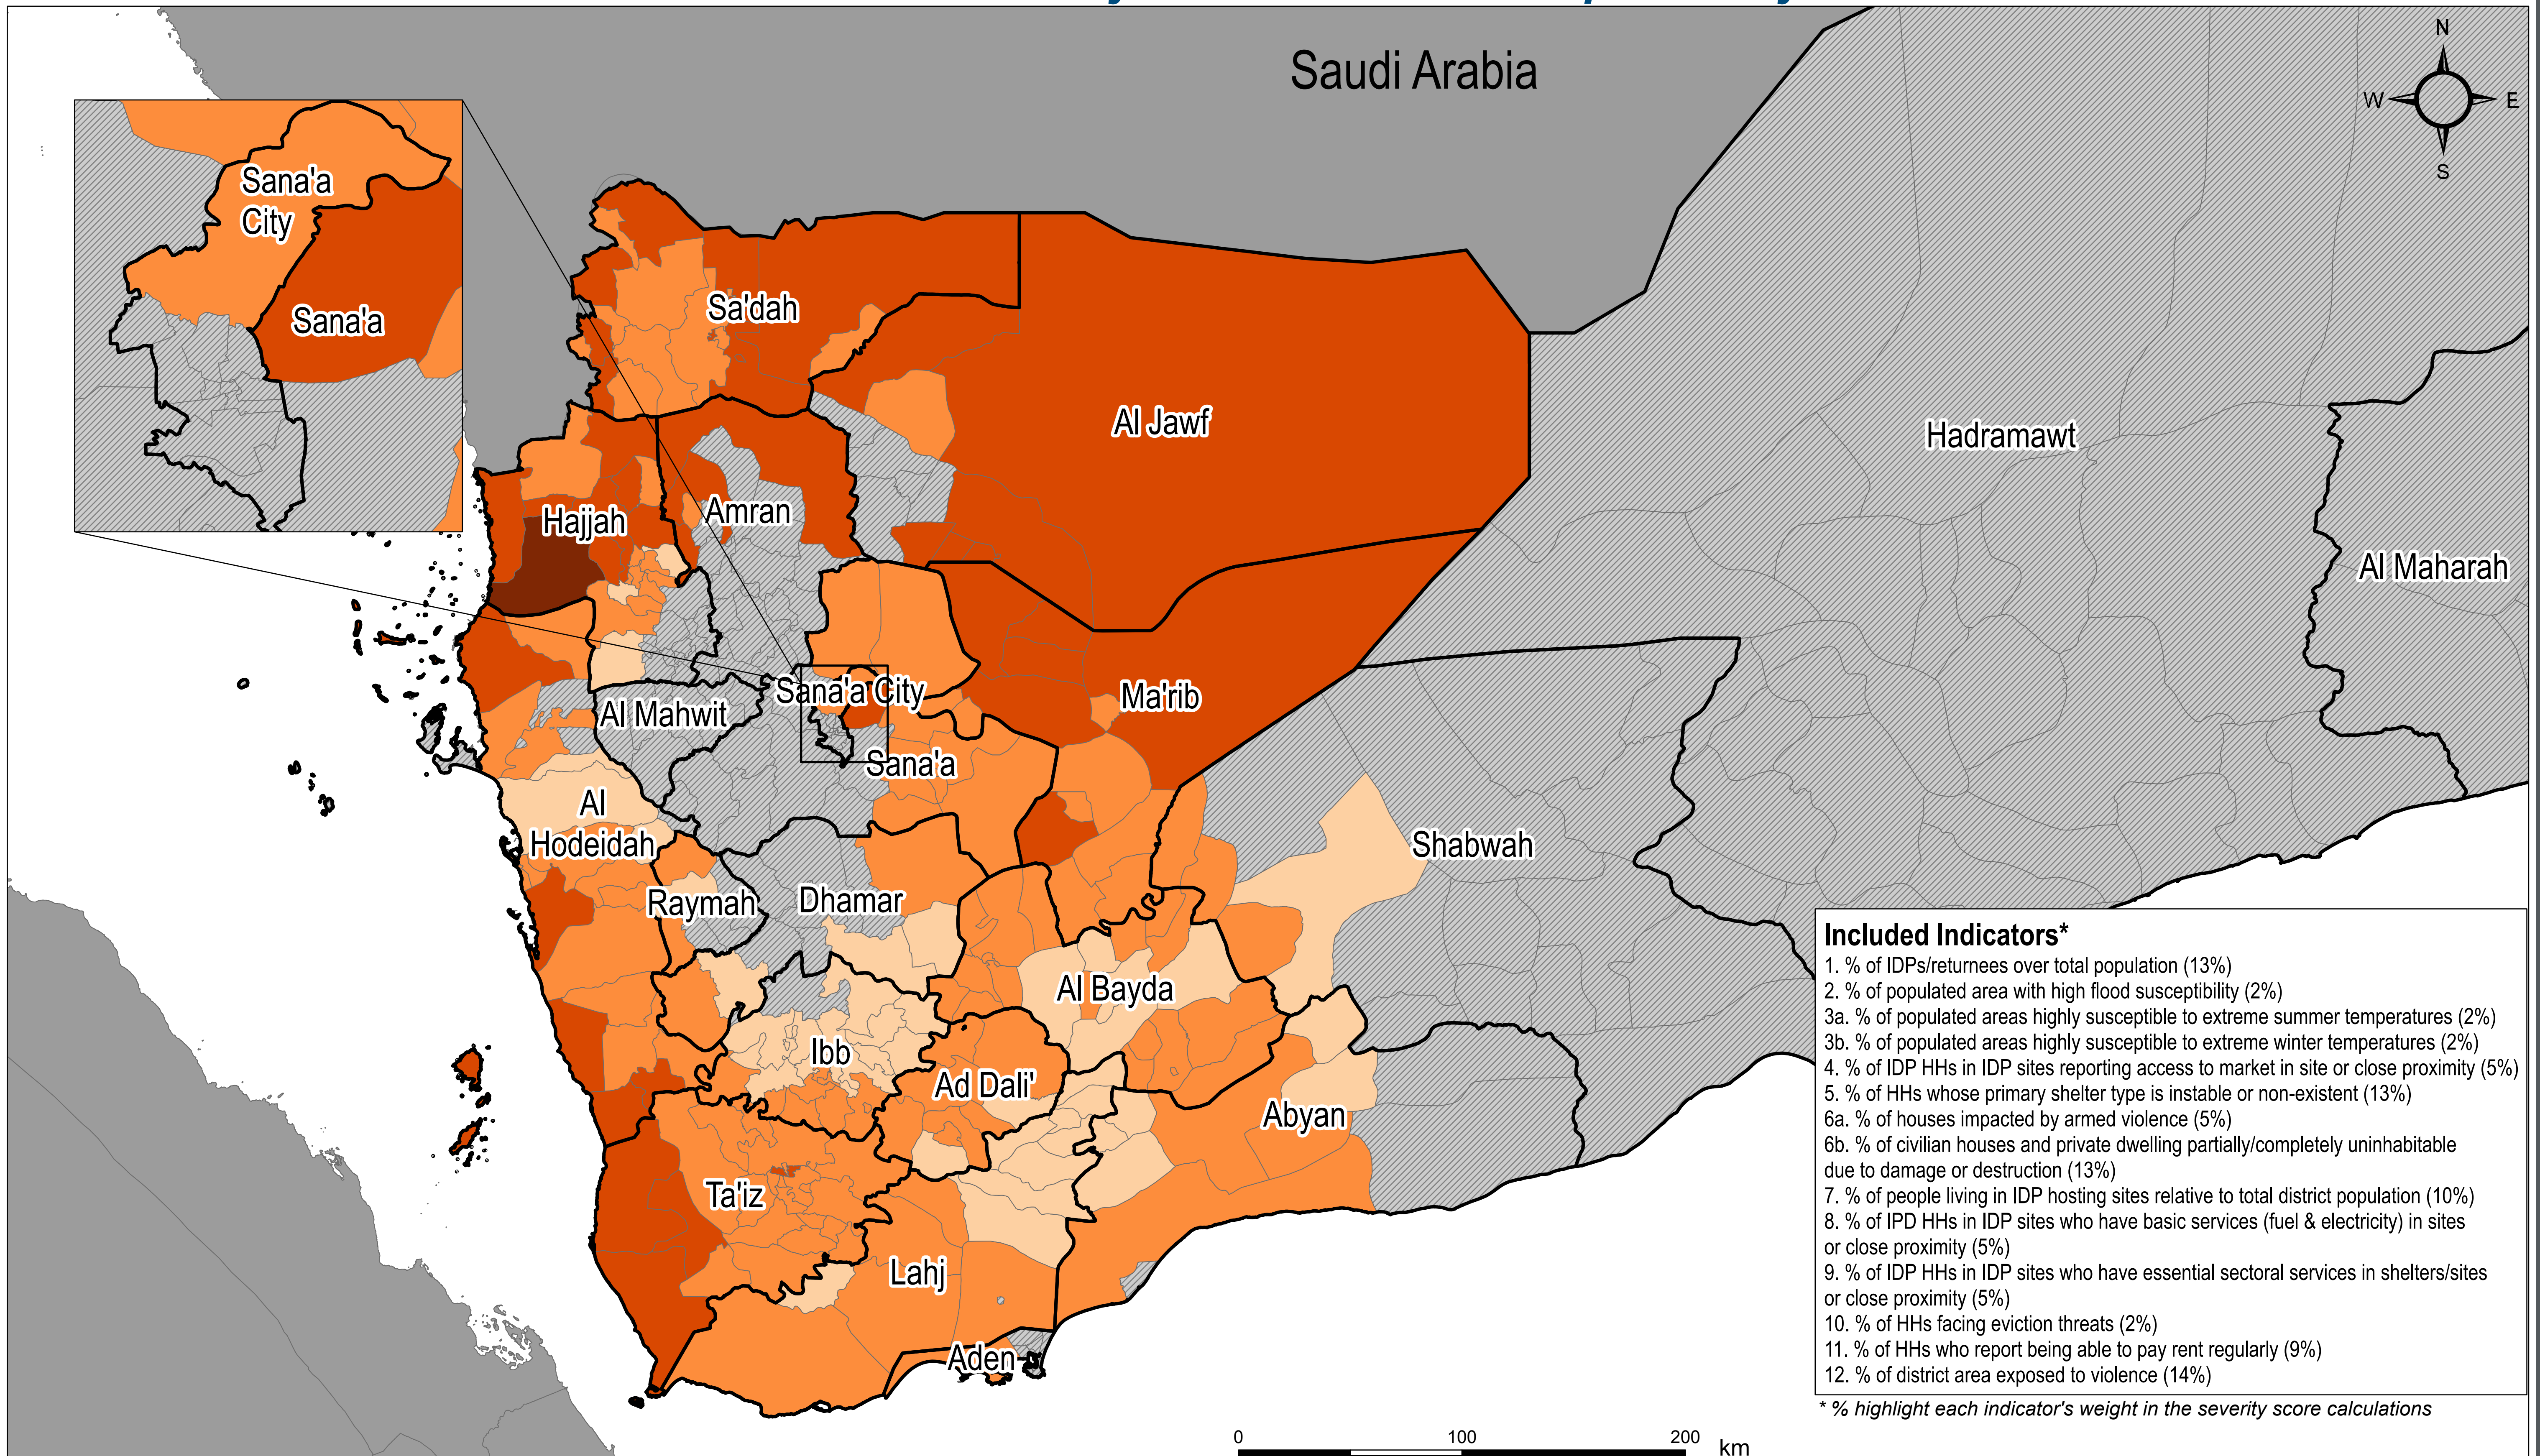 Saudi Arabia
N
W
E
S
Sana'a
City
Sana'a
Sa'dah
Al Jawf
Hadramawt
Hajjah
Amran
Al Maharah
Sana'a City
Al Mahwit
Ma'rib
Sana'a
Al
Hodeidah
Shabwah
Raymah
Dhamar
Al Bayda
Ibb
Ad Dali'
Abyan
Ta'iz
Lahj
Aden
Included Indicators*
1. % of IDPs/returnees over total population (13%)
2. % of populated area with high flood susceptibility (2%)
3a. % of populated areas highly susceptible to extreme summer temperatures (2%)
3b. % of populated areas highly susceptible to extreme winter temperatures (2%)
4. % of IDP HHs in IDP sites reporting access to market in site or close proximity (5%)
5. % of HHs whose primary shelter type is instable or non-existent (13%)
6a. % of houses impacted by armed violence (5%)
6b. % of civilian houses and private dwelling partially/completely uninhabitable
due to damage or destruction (13%)
7. % of people living in IDP hosting sites relative to total district population (10%)
8. % of IPD HHs in IDP sites who have basic services (fuel & electricity) in sites
or close proximity (5%)
9. % of IDP HHs in IDP sites who have essential sectoral services in shelters/sites
or close proximity (5%)
10. % of HHs facing eviction threats (2%)
11. % of HHs who report being able to pay rent regularly (9%)
12. % of district area exposed to violence (14%)
* % highlight each indicator's weight in the severity score calculations
0 100 200 km